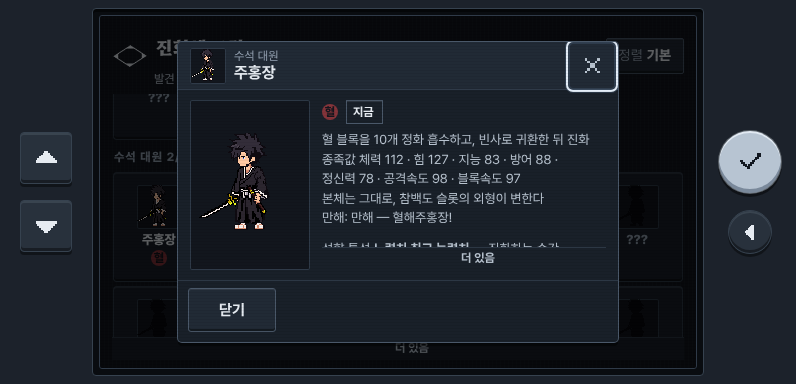 수석 대원
주홍장
정렬 기본
발견
???
혈 지금
혈 블록을 10개 정화 흡수하고, 빈사로 귀환한 뒤 진화
종족값 체력 112 · 힘 127 · 지능 83 · 방어 88 ·
정신력 78 · 공격속도 98 · 블록속도 97
본체는 그대로, 참백도 슬롯의 외형이 변한다
만해: 만해 — 혈해주홍장!
더 있음
수석 대원 2/
주홍장
혈
???
닫기
더 있음